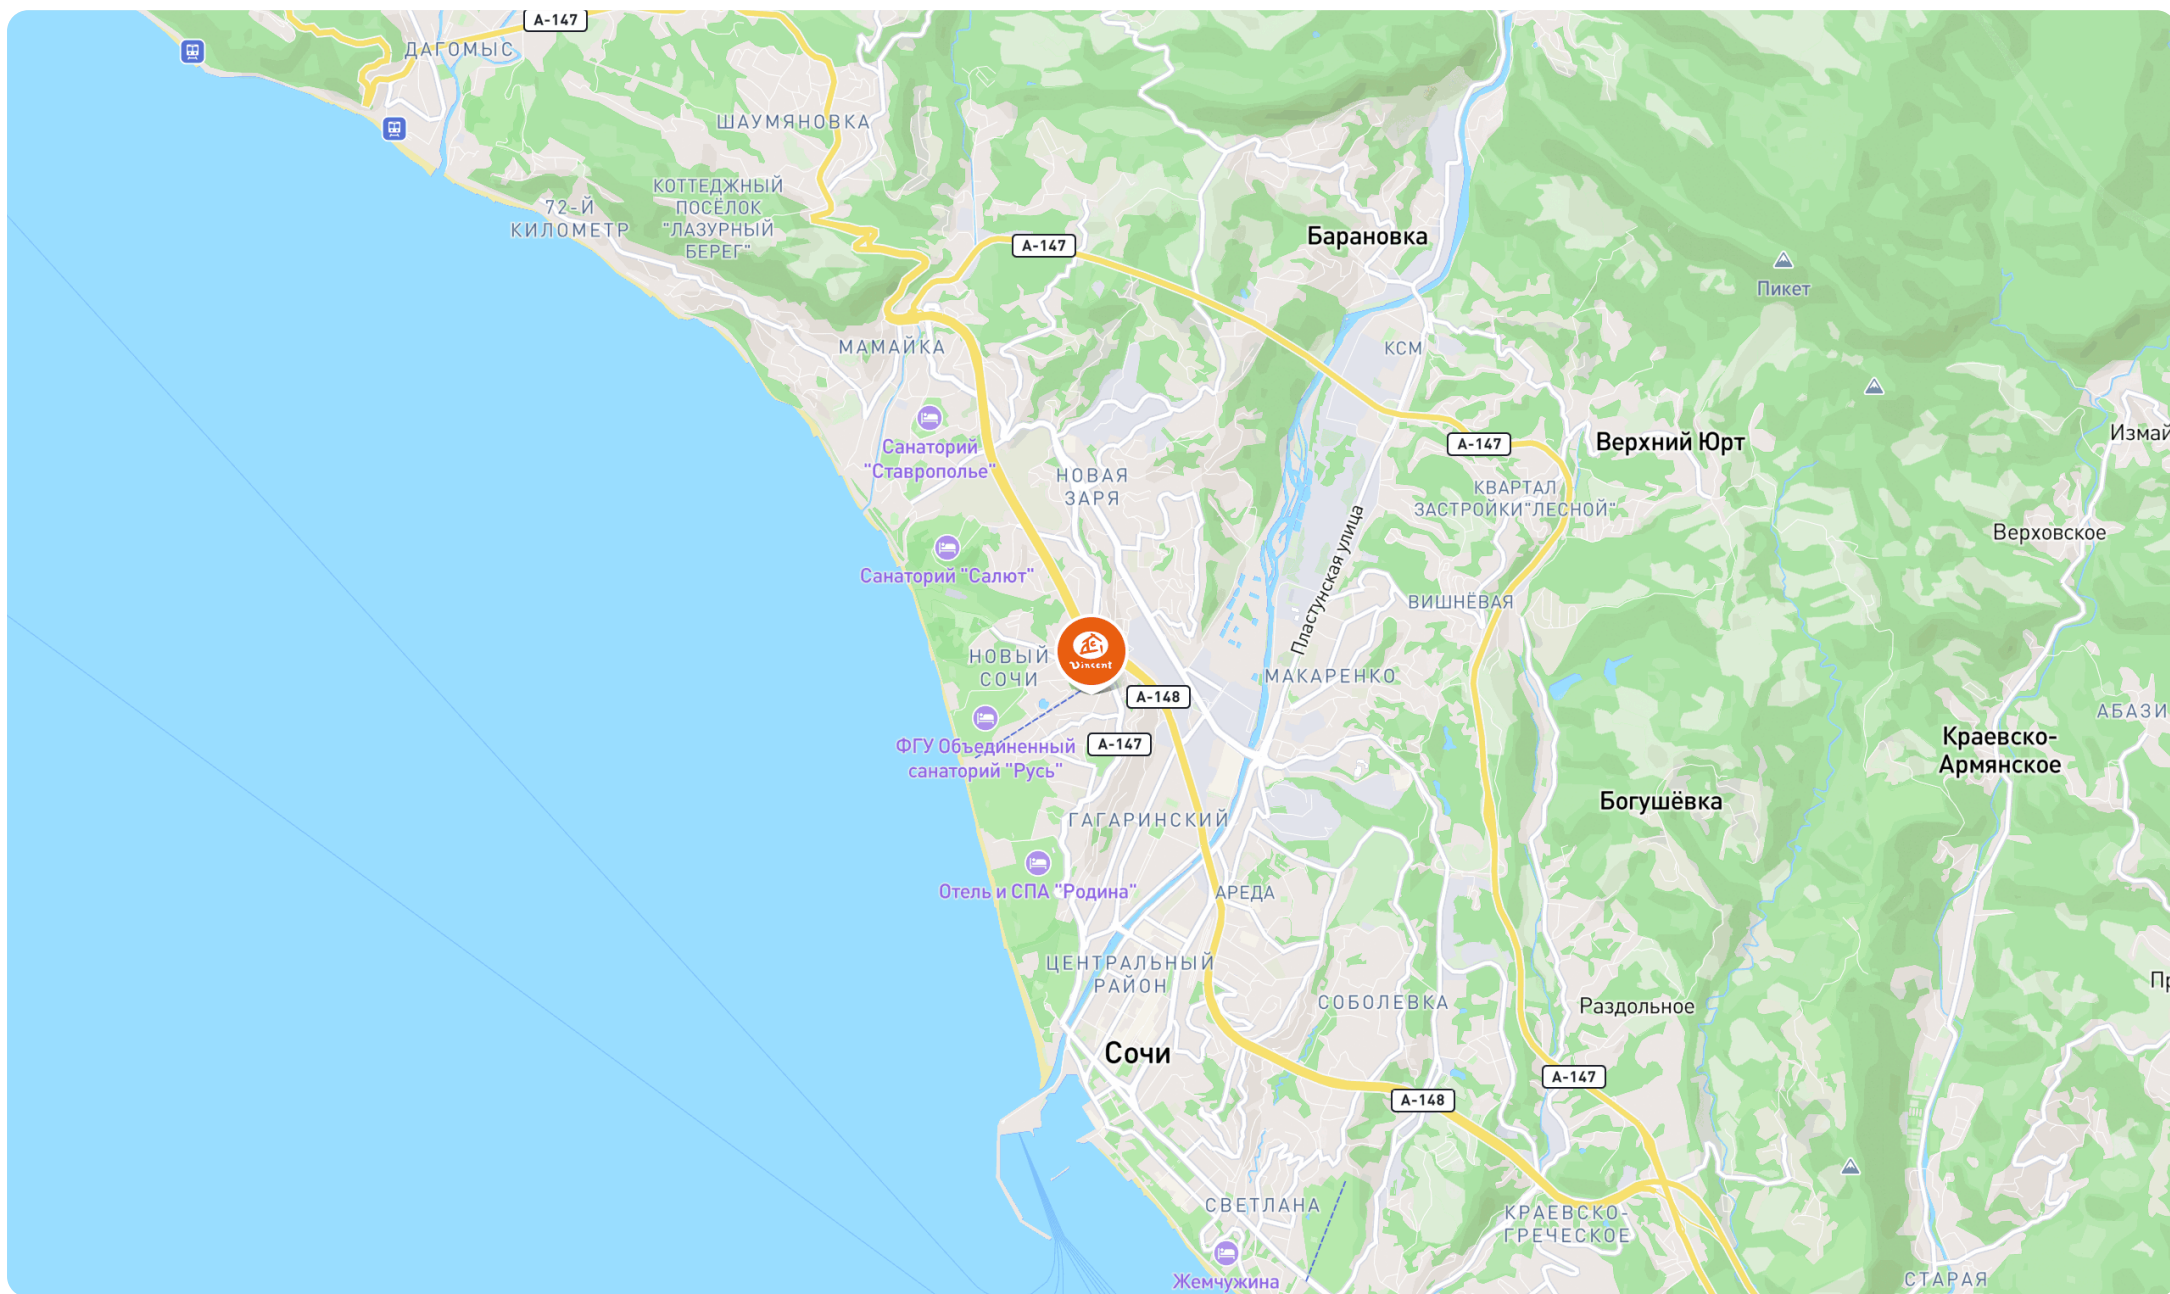 А-147
ДАГОМЫС
ШАУМЯНОВКА
КОТТЕДЖНЫЙ
ПОСЁЛОК
"ЛАЗУРНЫЙ
БЕРЕГ"
72-Й
КИЛОМЕТР
А-147
Барановка
Пикет
МАМАЙКА
КСМ
Санаторий
"Ставрополье"
НОВАЯ
ЗАРЯ
А-147
Верхний Юрт
Измай
КВАРТАЛ
ЗАСТРОЙКИ"ЛЕСНОЙ"
Верховское
Санаторий "Салют"
Пластунская улица
ВИШНЁВАЯ
Vincent
НОВЫЙ
СОЧИ
МАКАРЕНКО
А-148
АБАЗИ
ФГУ Объединенный
санаторий "Русь"
А-147
Краевско-
Армянское
Богушёвка
ГАГАРИНСКИЙ
Отель и СПА "Родина"
АРЕДА
ЦЕНТРАЛЬНЫЙ
РАЙОН
СОБОЛЕВКА
Раздольное
Пр
Сочи
А-147
А-148
СВЕТЛАНА
КРАЕВСКО-
ГРЕЧЕСКОЕ
Жемчужина
СТАРАЯ